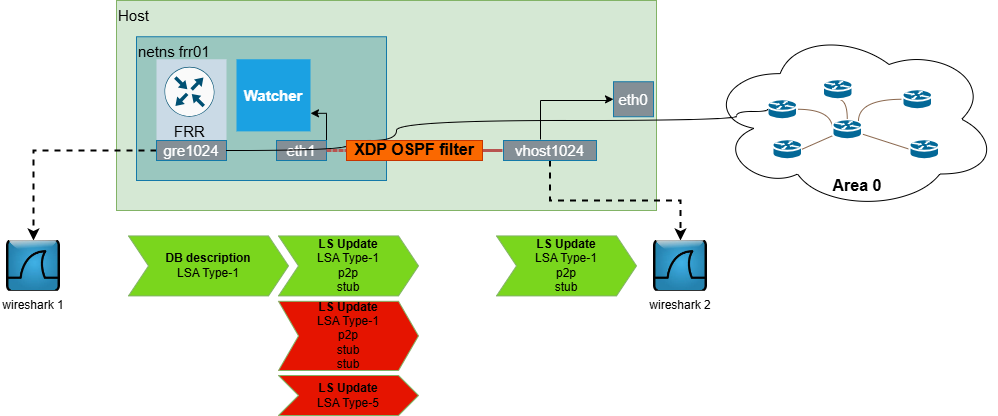 Host
netns frr01
Watcher
FRR
eth0
gre1024
eth1
XDP OSPF filter
vhost1024
Area 0
wireshark 1
DB description
LSA Type-1
LS Update
LSA Type-1
p2p
stub
LS Update
LSA Type-1
p2p
stub
wireshark 2
LS Update
LSA Type-1
p2p
stub
stub
LS Update
LSA Type-5